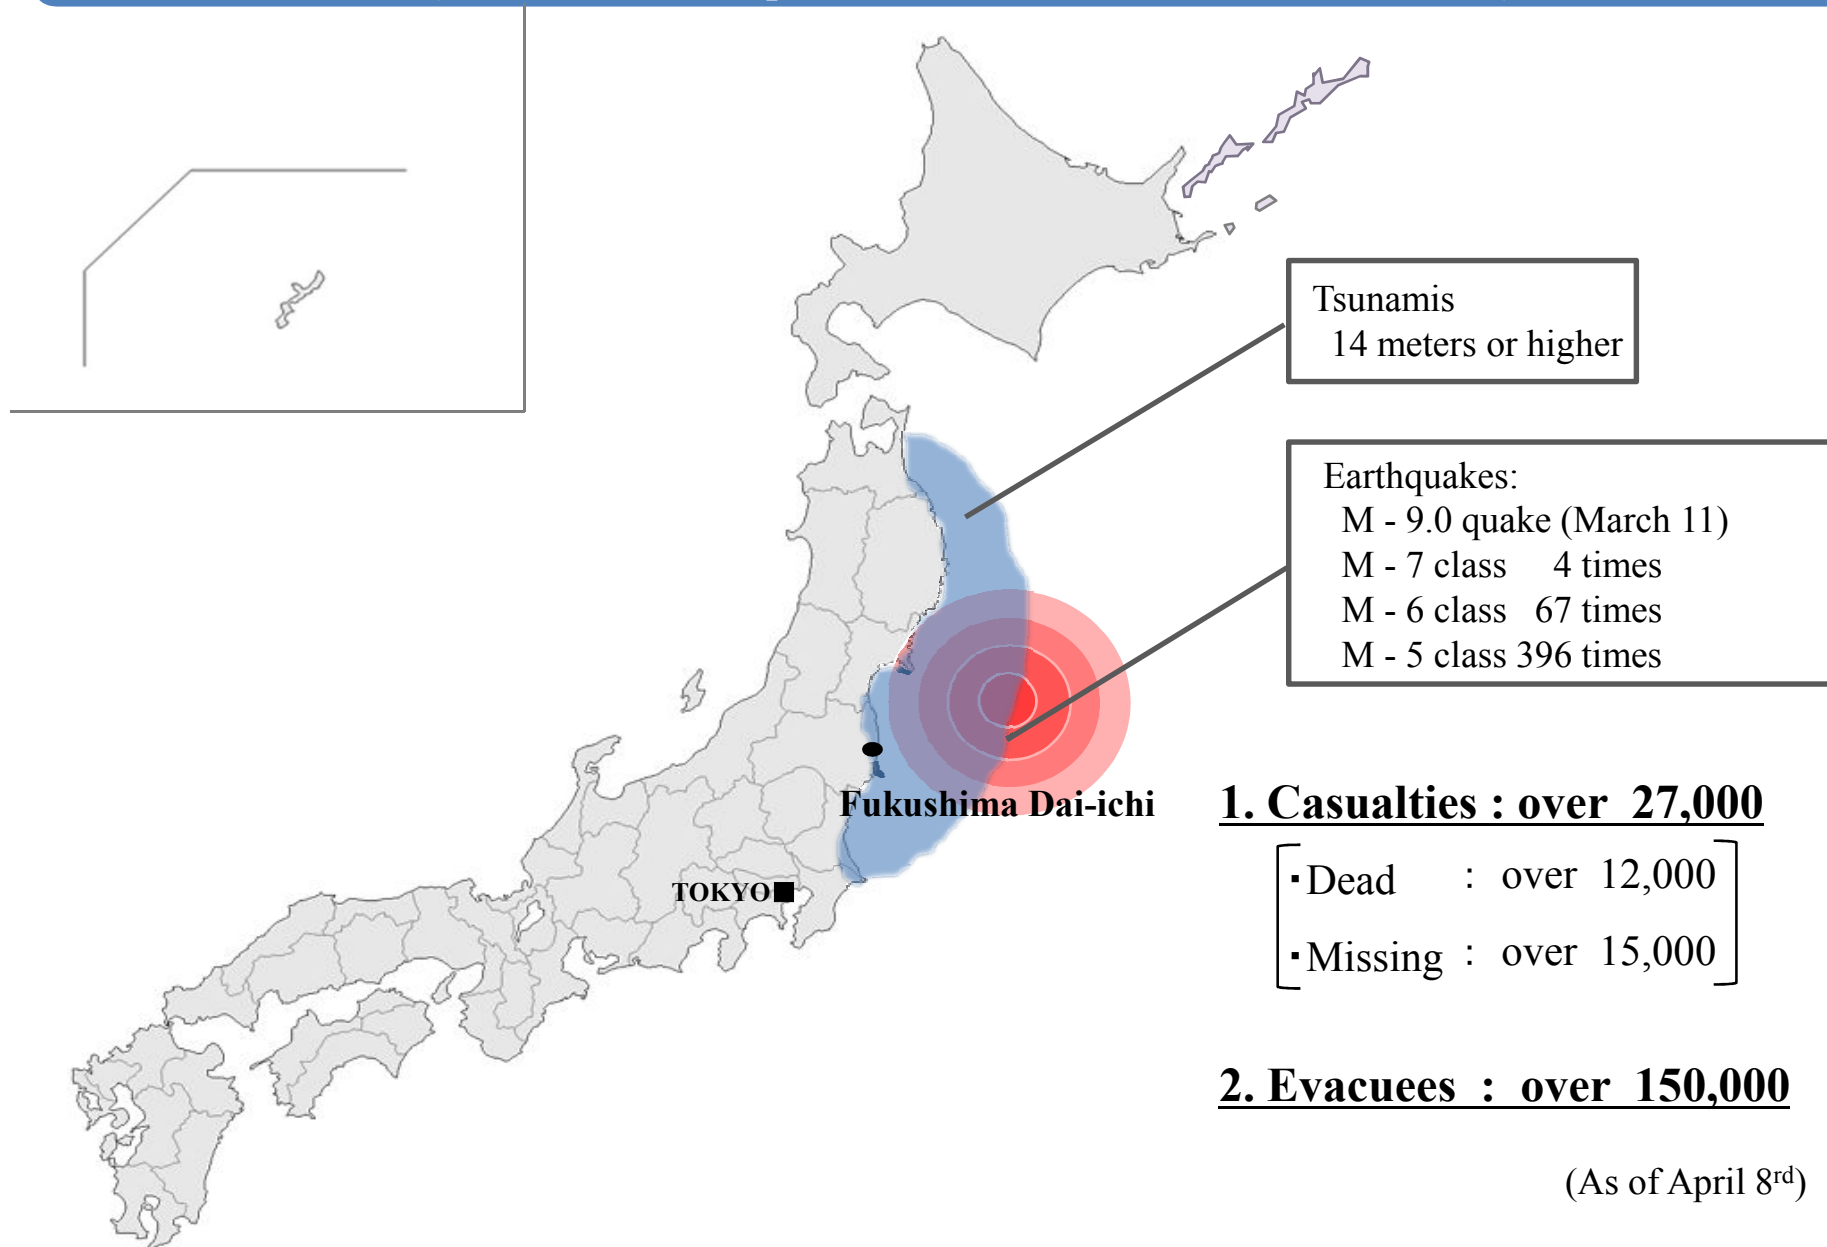 Tsunamis
14 meters or higher
Earthquakes:
M - 9.0 quake (March 11)
M - 7 class 4 times
M - 6 class 67 times
M - 5 class 396 times
Fukushima Dai-ichi
TOKYO
1. Casualties : over 27,000
・Dead : over 12,000
・Missing : over 15,000
2. Evacuees : over 150,000
(As of April 8rd)